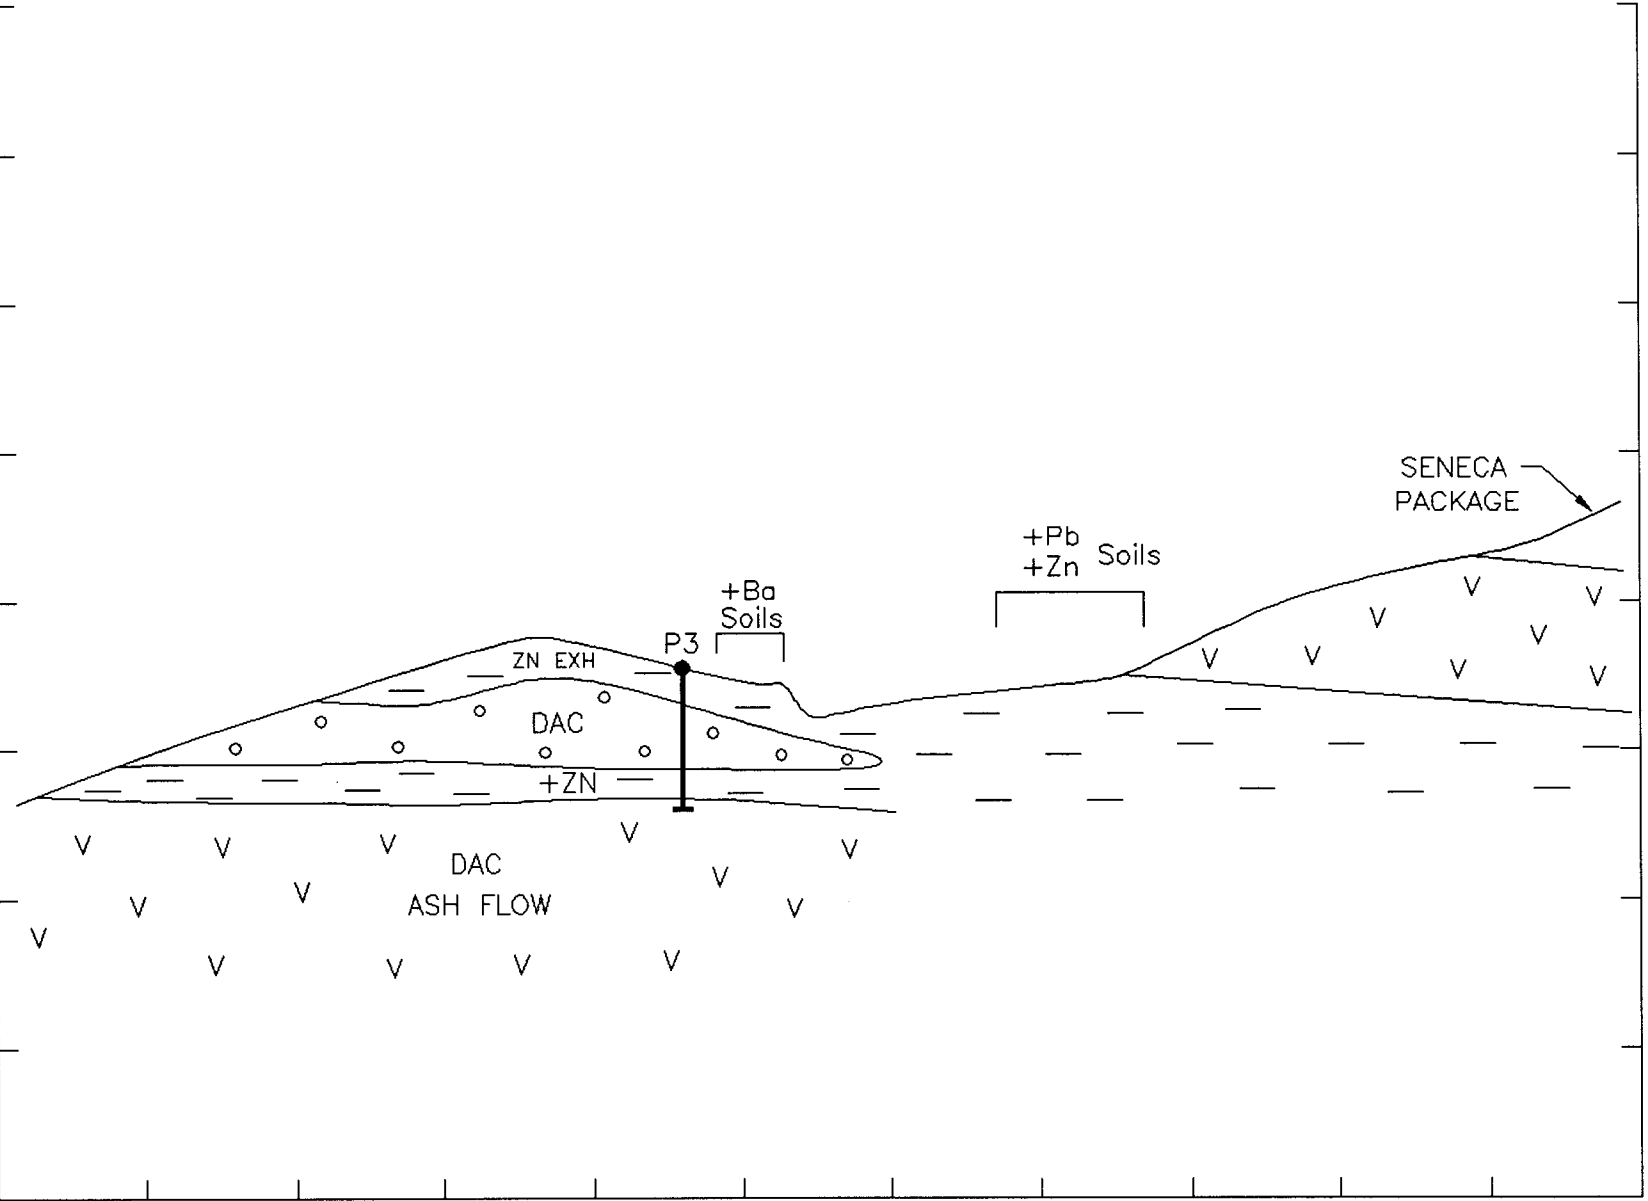 SENECA
PACKAGE
+Pb
+Zn Soils
+Ba
Soils
P3
ZN EXH
DAC
+ZN
DAC
ASH FLOW